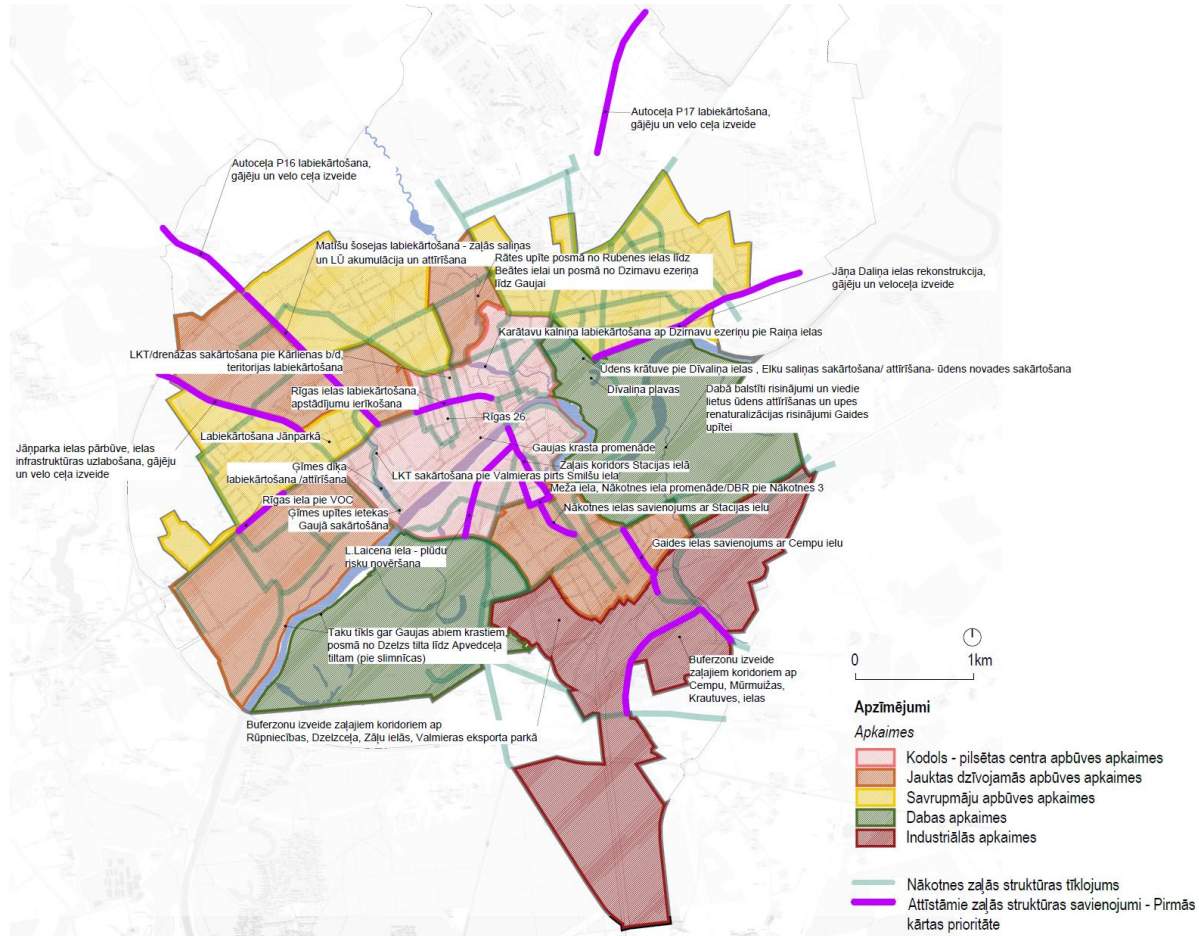 Autoceļa P17 labiekārtošana,
gājēju un velo ceļa izveide
Autoceļa P16 labiekārtošana,
gājēju un velo ceļa izveide
Matīšu šosejas labiekārtošana - zaļās saliņas
un LŪ akumulācija un attīrīšana
Rātes upīte posmā no Rubenes ielas līdz
Beātes ielai un posmā no Dzirnavu ezeriņa
līdz Gaujai
Jāņa Daliņa ielas rekonstrukcija,
gājēju un veloceļa izveide
Karātavu kalniņa labiekārtošana ap Dzirnavu ezeriņu pie Raiņa ielas
LKT/drenāžas sakārtošana pie Kārlienas b/d,
teritorijas labiekārtošana
Ūdens krātuve pie Dīvaliņa ielas , Elku saliņas sakārtošana/ attīrīšana- ūdens novades sakārtošana
Dīvaliņa pļavas
Rīgas ielas labiekārtošana,
apstādījumu ierīkošana
Dabā balstīti risinājumi un viedie
lietus ūdens attīrīšanas un upes
renaturalizācijas risinājumi Gaides
upītei
Rīgas 26
Labiekārtošana Jāņparkā
Gaujas krasta promenāde
Jāņparka ielas pārbūve, ielas
infrastruktūras uzlabošana, gājēju
un velo ceļa izveide
Zaļais koridors Stacijas ielā
Ģīmes dīķa
labiekārtošana /attīrīšana
LKT sakārtošana pie Valmieras pirts Smilšu ielā
Meža iela, Nākotnes iela promenāde/DBR pie Nākotnes 3
Rīgas iela pie VOC
Nākotnes ielas savienojums ar Stacijas ielu
Ģīmes upītes ietekas
Gaujā sakārtošana
Gaides ielas savienojums ar Cempu ielu
L.Laicena iela - plūdu
risku novēršana
Taku tīkls gar Gaujas abiem krastiem,
posmā no Dzelzs tilta līdz Apvedceļa
tiltam (pie slimnīcas)
Buferzonu izveide
zaļajiem koridoriem ap
Cempu, Mūrmuižas,
Krautuves, ielas
Buferzonu izveide zaļajiem koridoriem ap
Rūpniecības, Dzelzceļa, Zāļu ielās, Valmieras eksporta parkā
0 1km
Apzīmējumi
Apkaimes
Kodols - pilsētas centra apbūves apkaimes
Jauktas dzīvojamās apbūves apkaimes
Savrupmāju apbūves apkaimes
Dabas apkaimes
Industriālās apkaimes
Nākotnes zaļās struktūras tīklojums
Attīstāmie zaļās struktūras savienojumi - Pirmās
kārtas prioritāte